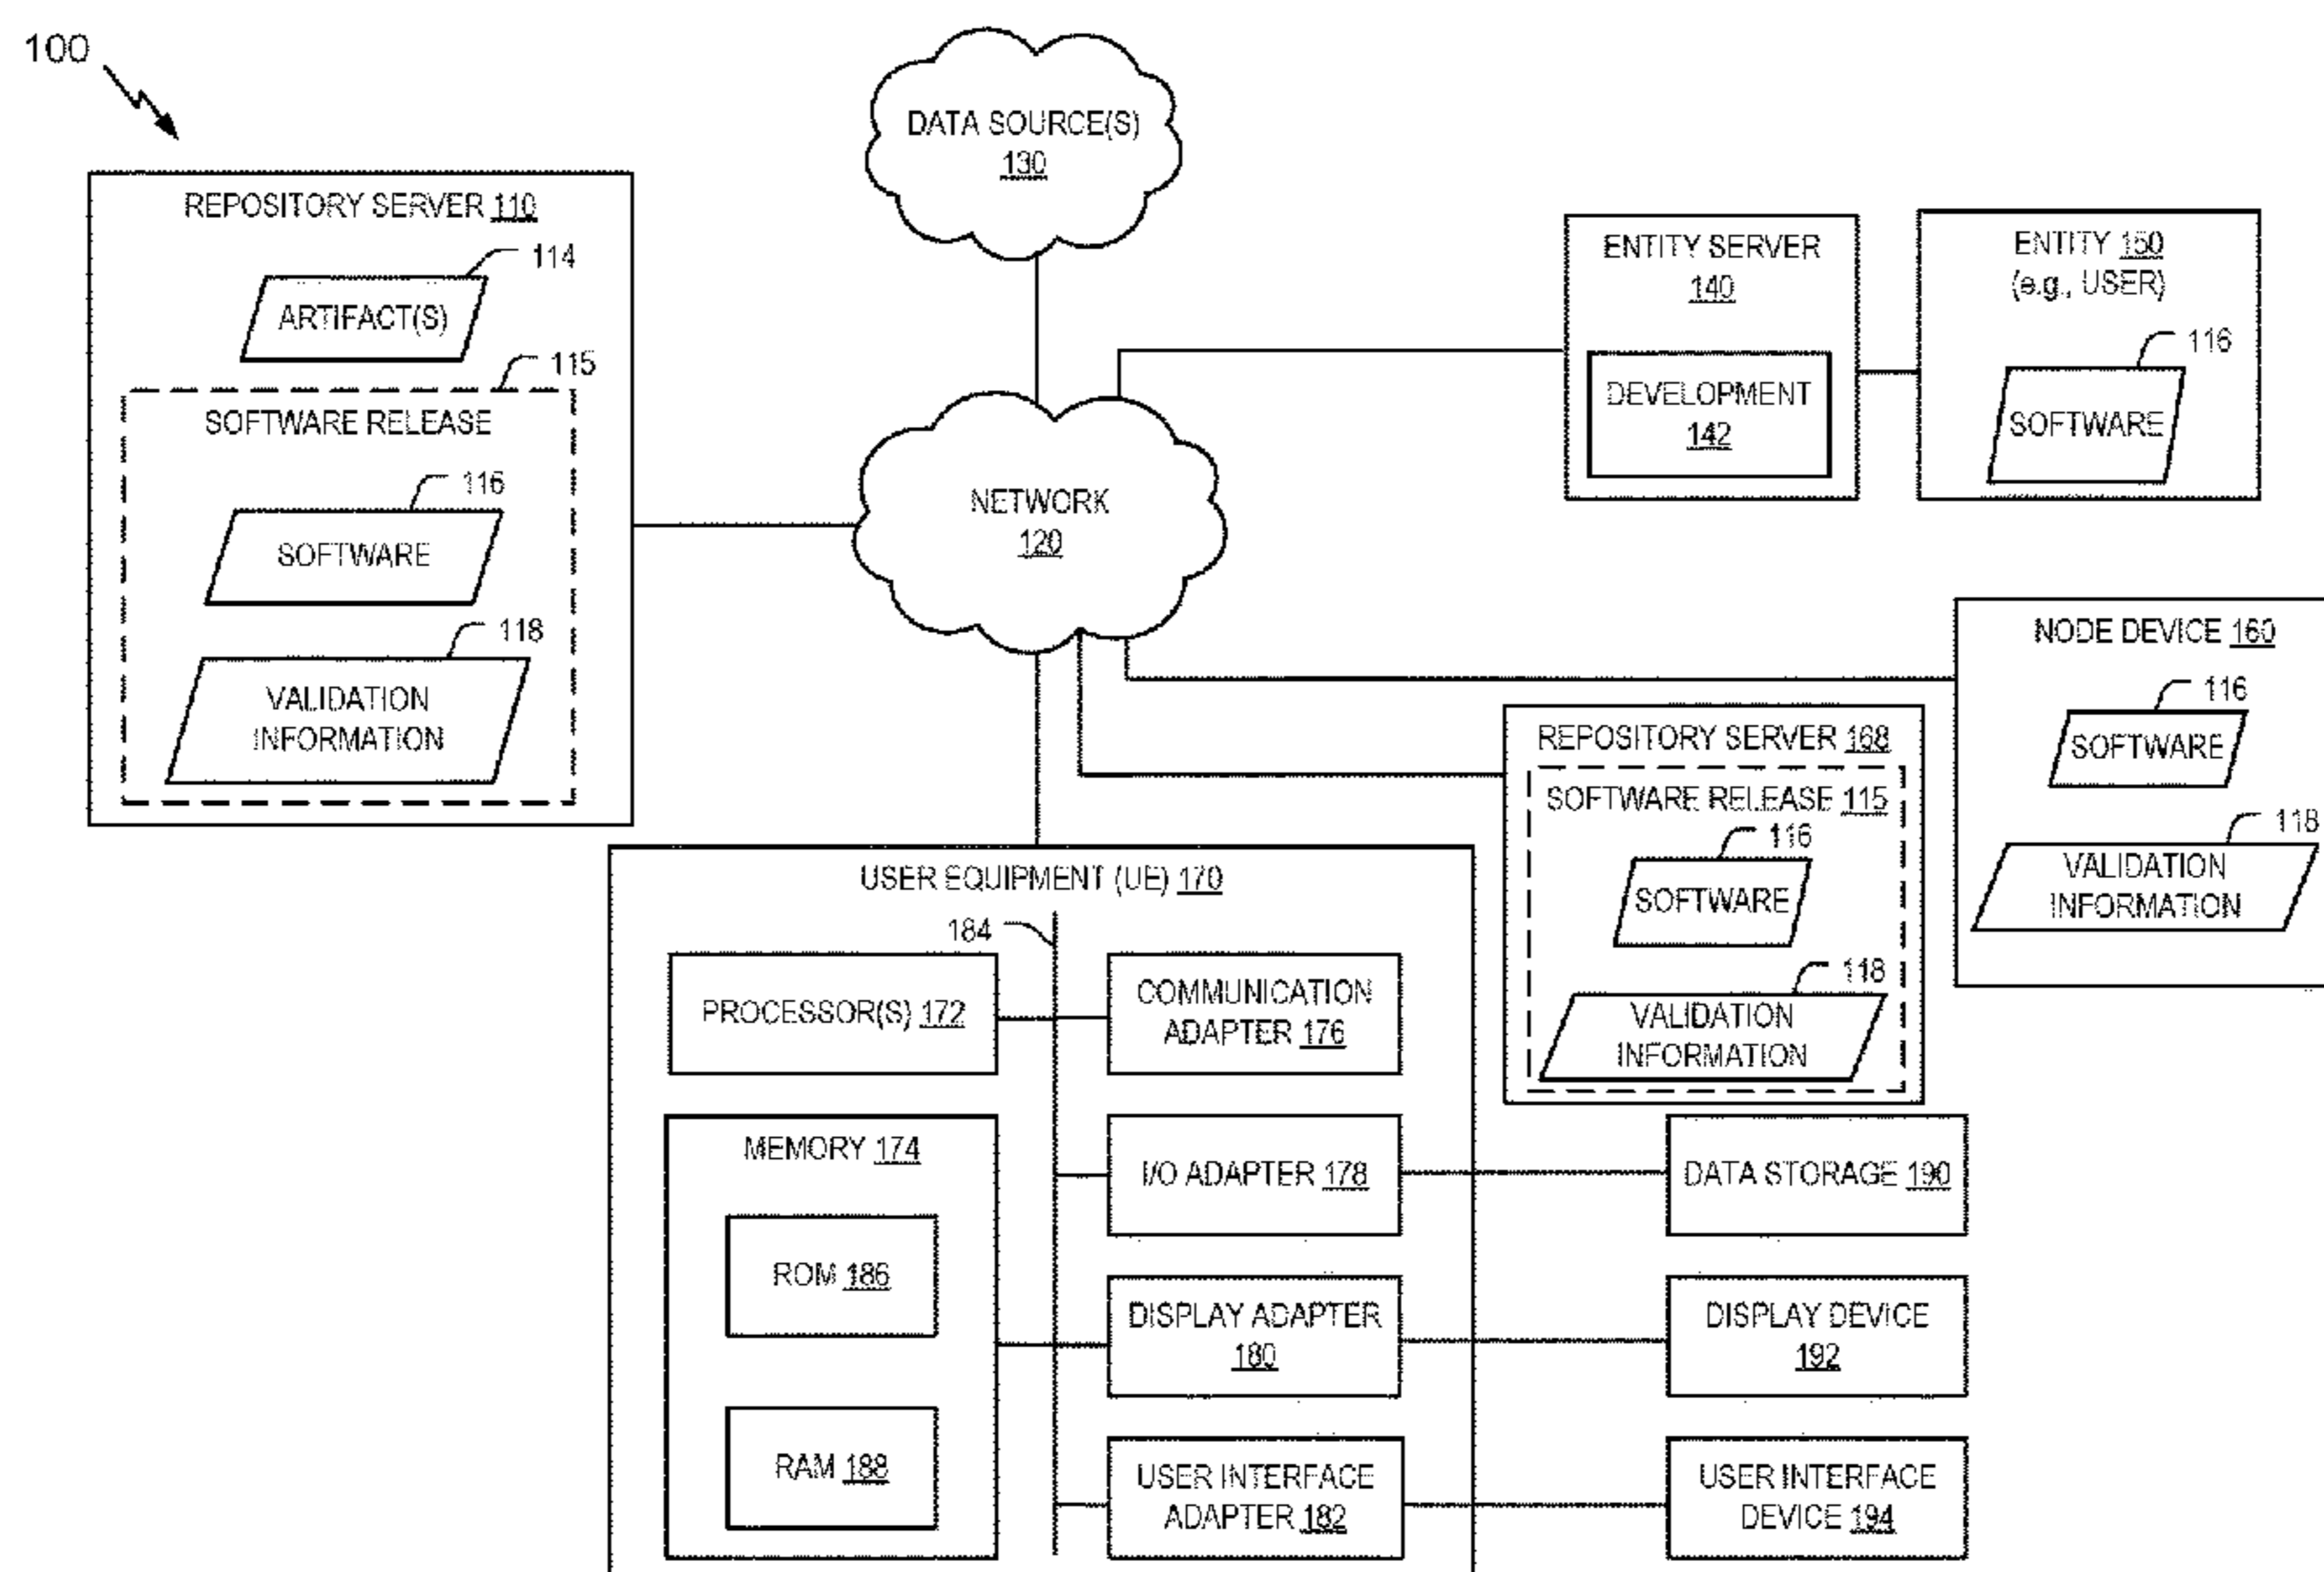 100
DATA SOURCE(S)
130
REPOSITORY SERVER 110
114
ARTIFACT(S)
115
SOFTWARE RELEASE
116
SOFTWARE
118
VALIDATION
INFORMATION
NETWORK
120
ENTITY SERVER
140
DEVELOPMENT
142
ENTITY 150
(e.g., USER)
116
SOFTWARE
NODE DEVICE 160
116
SOFTWARE
118
VALIDATION
INFORMATION
REPOSITORY SERVER 168
SOFTWARE RELEASE 115
116
SOFTWARE
118
VALIDATION
INFORMATION
USER EQUIPMENT (UE) 170
184
PROCESSOR(S) 172
COMMUNICATION
ADAPTER 176
MEMORY 174
ROM 186
RAM 188
I/O ADAPTER 178
DATA STORAGE 190
DISPLAY ADAPTER
180
DISPLAY DEVICE
192
USER INTERFACE
ADAPTER 182
USER INTERFACE
DEVICE 194